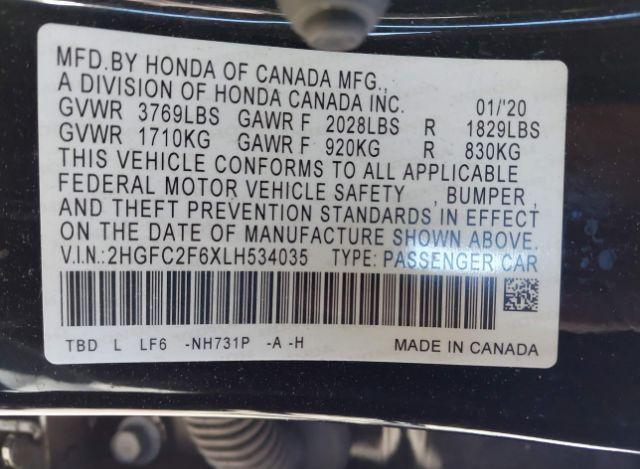 MFD.BY HONDA OF CANADA MFG.,
A DIVISION OF HONDA CANADA INC. 01/'20
GVWR 3769LBS GAWR F 2028LBS R 1829LBS
GVWR 1710KG GAWR F 920KG R 830KG
THIS VEHICLE CONFORMS TO ALL APPLICABLE
FEDERAL MOTOR VEHICLE SAFETY , BUMPER,
AND THEFT PREVENTION STANDARDS IN EFFECT
ON THE DATE OF MANUFACTURE SHOWN ABOVE.
V.I.N.:2HGFC2F6XLH534035 TYPE:PASSENGER CAR
TBD L LF6 -NH731P -A -H MADE IN CANADA